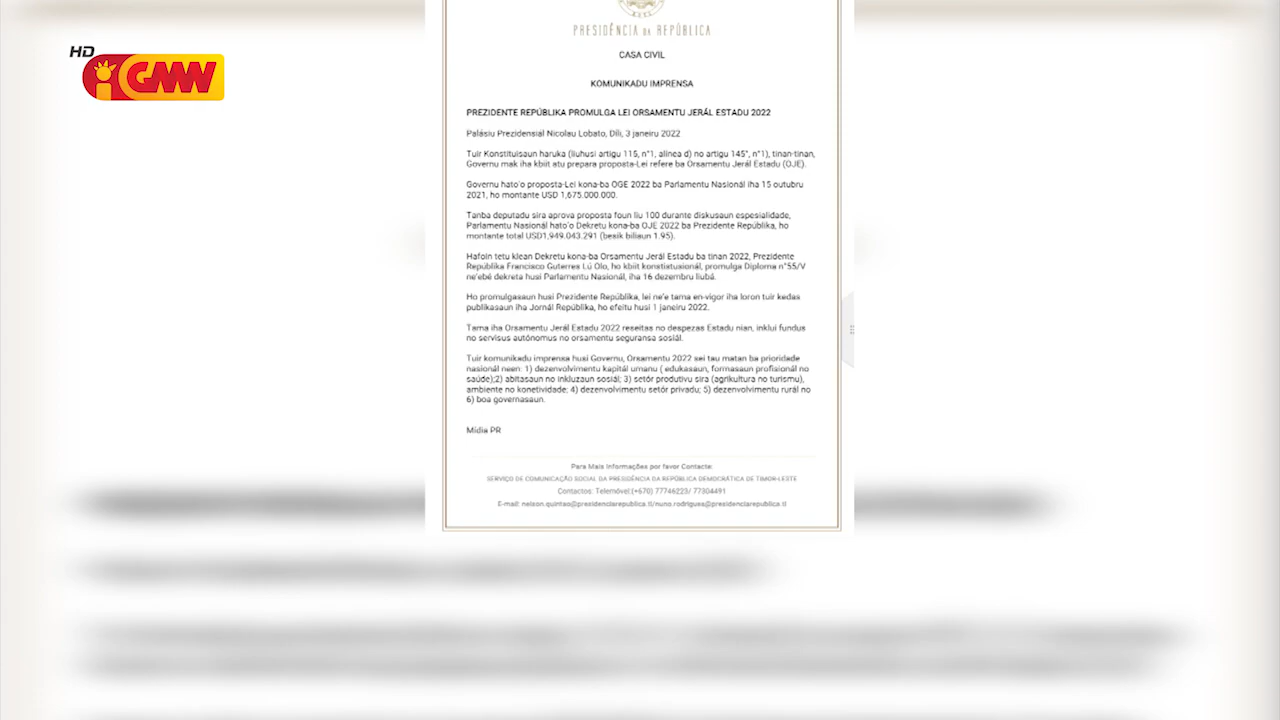 HD
GMN
PRESIDÊNCIA DA REPÚBLICA
CASA CIVIL
KOMUNIKADU IMPRENSA
PREZIDENTE REPÚBLIKA PROMULGA LEI ORSAMENTU JERÁL ESTADU 2022
Palásiu Prezidensiál Nicolau Lobato, Díli, 3 janeiru 2022
Tuir Konstituisaun haruka (liuhusi artigu 115, n°1, alínea d) no artigu 145°, n°1), tinan-tinan,
Governu mak iha kbiit atu prepara proposta-Lei refere ba Orsamentu Jerál Estadu (OJE).
Governu hato'o proposta-Lei kona-ba OGE 2022 ba Parlamentu Nasionál iha 15 outubru
2021, ho montante USD 1,675.000.000.
Tanba deputadu sira aprova proposta foun liu 100 durante diskusaun espesialidade,
Parlamentu Nasionál hato'o Dekretu kona-ba OJE 2022 ba Prezidente Repúblika, ho
montante total USD1,949.043.291 (besik biliaun 1.95).
Hafoin tetu klean Dekretu kona-ba Orsamentu Jerál Estadu ba tinan 2022, Prezidente
Repúblika Francisco Guterres Lú Olo, ho kbiit konstistusionál, promulga Diploma n°55/V
ne'ebé dekreta husi Parlamentu Nasionál, iha 16 dezembru liubá.
Ho promulgasaun husi Prezidente Repúblika, lei ne'e tama en-vigor iha loron tuir kedas
publikasaun iha Jornál Repúblika, ho efeitu husi 1 janeiru 2022.
Tama iha Orsamentu Jerál Estadu 2022 reseitas no despezas Estadu nian, inklui fundus
no servisus autónomus no orsamentu seguransa sosiál.
Tuir komunikadu imprensa husi Governu, Orsamentu 2022 sei tau matan ba prioridade
nasionál neen: 1) dezenvolvimentu kapitál umanu ( edukasaun, formasaun profisionál no
saúde);2) abitasaun no inkluzaun sosiál; 3) setór produtivu sira (agrikultura no turismu),
ambiente no konetividade; 4) dezenvolvimentu setór privadu; 5) dezenvolvimentu rurál no
6) boa governasaun.
Mídia PR
Para Mais Informações por favor Contacte:
SERVIÇO DE COMUNICAÇÃO SOCIAL DA PRESIDÊNCIA DA REPÚBLICA DEMOCRÁTICA DE TIMOR-LESTE
Contactos: Telemóvel:(+670) 77746223/ 77304491
E-mail: nelson.quintao@presidenciarepublica.tl/nuno.rodrigues@presidenciarepublica.tl